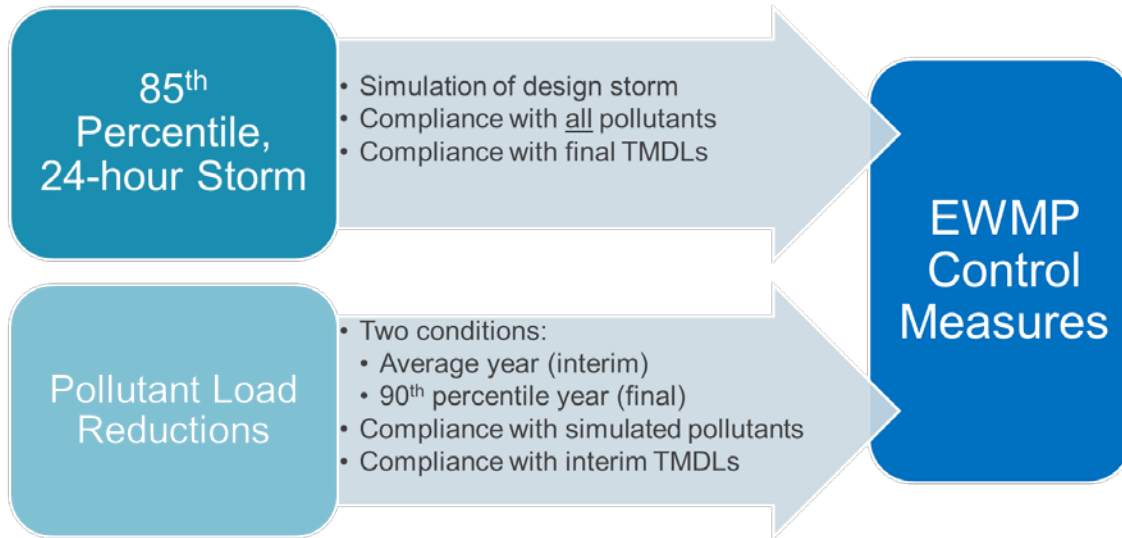 85th
Percentile,
24-hour Storm
• Simulation of design storm
• Compliance with all pollutants
• Compliance with final TMDLs
Pollutant Load
Reductions
• Two conditions:
• Average year (interim)
• 90th percentile year (final)
• Compliance with simulated pollutants
• Compliance with interim TMDLs
EWMP
Control
Measures